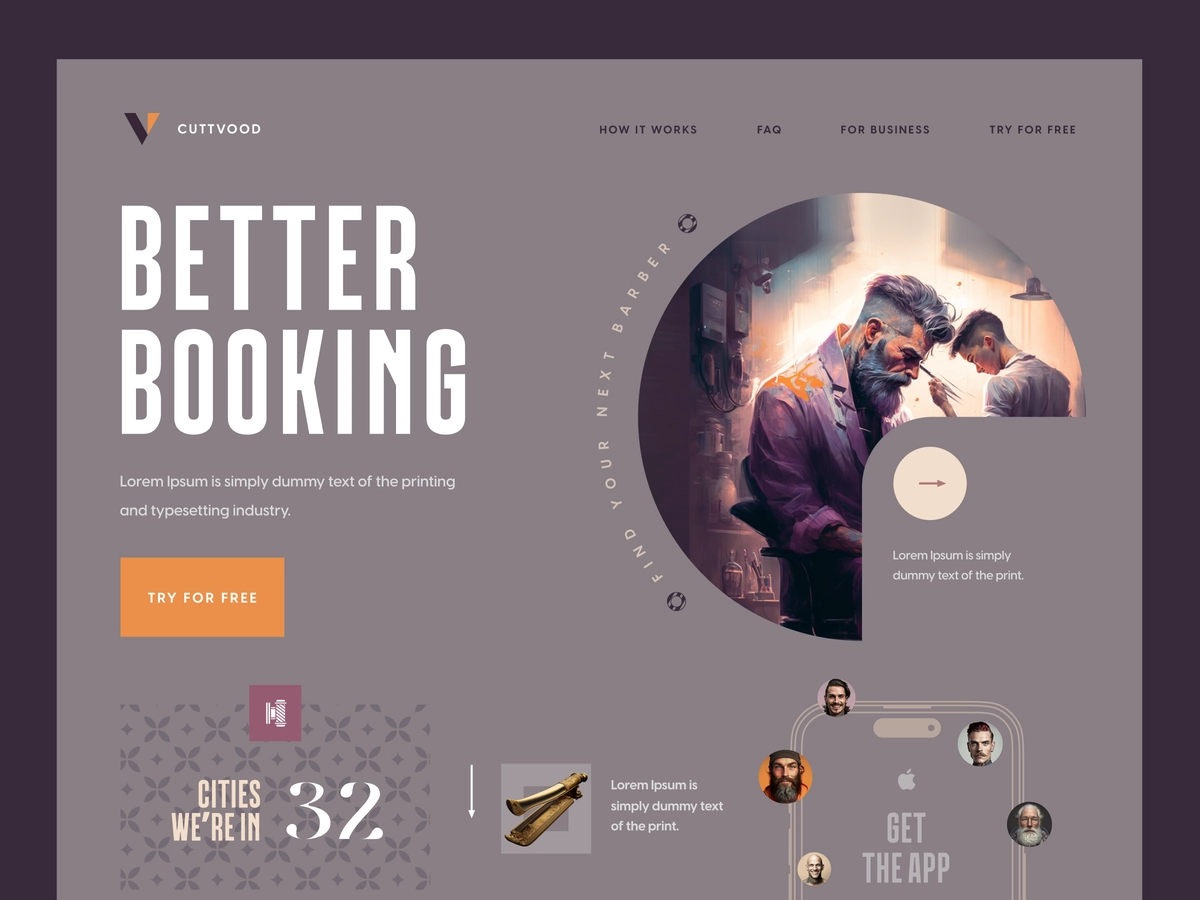 CUTTVOOD
HOW IT WORKS
FAQ
FOR BUSINESS
TRY FOR FREE
BETTER
BOOKING
Lorem Ipsum is simply dummy text of the printing
and typesetting industry.
TRY FOR FREE
FIND YOUR NEXT BARBER
Lorem Ipsum is simply
dummy text of the print.
CITIES
WE'RE IN
32
Lorem Ipsum is
simply dummy text
of the print.
GET
THE APP